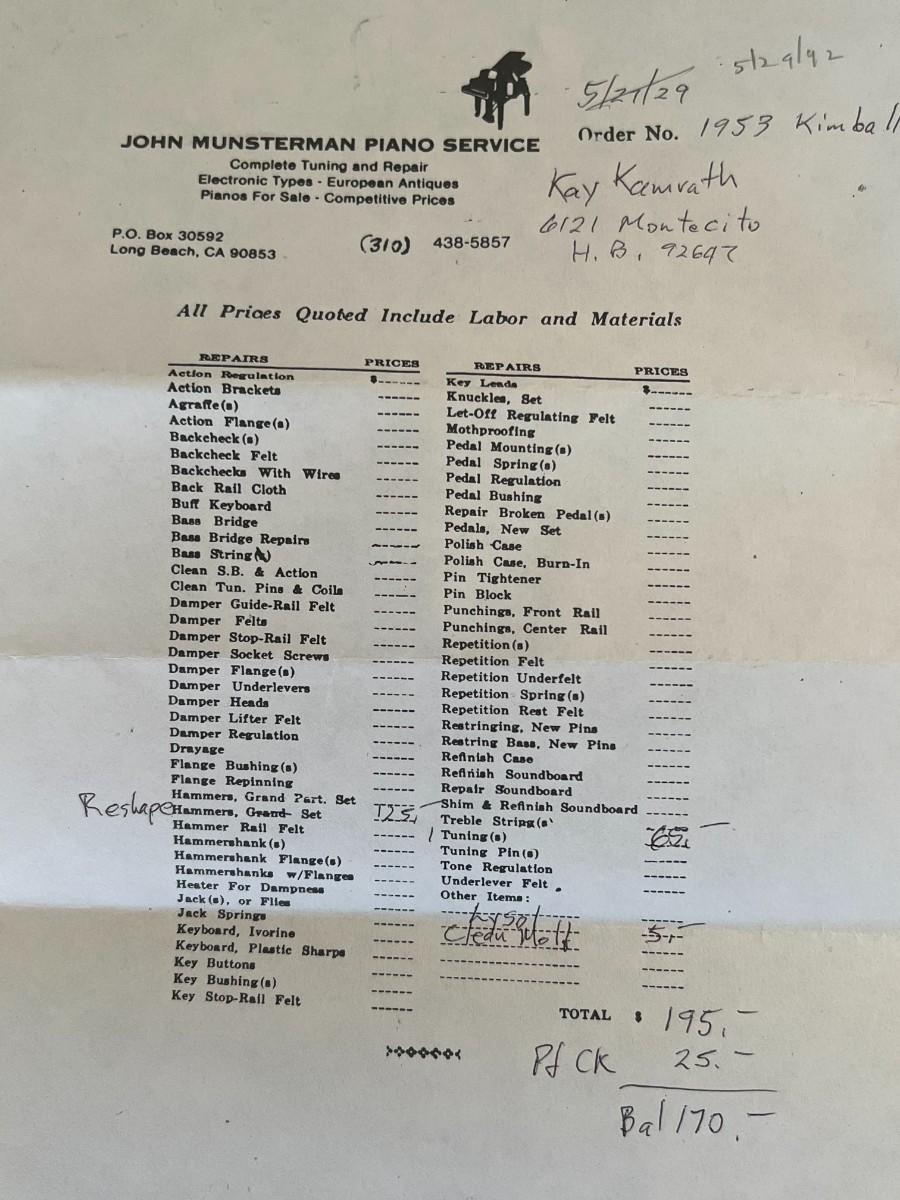 5/29/92
5/27/29
JOHN MUNSTERMAN PIANO SERVICE
Order No. 1953 Kimball
Complete Tuning and Repair
Electronic Types - European Antiques
Pianos For Sale - Competitive Prices
Kay Kamrath
6121 Montecito
H. B. 92647
P.O. Box 30592
Long Beach, CA 90853
(310) 438-5857
All Prices Quoted Include Labor and Materials
REPAIRS PRICES
Action Regulation $------
Action Brackets
Agraffe(s)
Action Flange(s)
Backcheck(s)
Backcheck Felt
Backchecks With Wires
Back Rail Cloth
Buff Keyboard
Bass Bridge
Bass Bridge Repairs
Bass String(s)
Clean S.B. & Action
Clean Tun. Pins & Coils
Damper Guide-Rail Felt
Damper Felts
Damper Stop-Rail Felt
Damper Socket Screws
Damper Flange(s)
Damper Underlevers
Damper Heads
Damper Lifter Felt
Damper Regulation
Drayage
Flange Bushing(s)
Flange Repinning
Hammers, Grand Part. Set
Reshape Hammers, Grand Set 125,-
Hammer Rail Felt
Hammershank(s)
Hammershank Flange(s)
Hammershanks w/Flanges
Heater For Dampness
Jack(s), or Flies
Jack Springs
Keyboard, Ivorine
Keyboard, Plastic Sharps
Key Buttons
Key Bushing(s)
Key Stop-Rail Felt
REPAIRS PRICES
Key Leads $------
Knuckles, Set
Let-Off Regulating Felt
Mothproofing
Pedal Mounting(s)
Pedal Spring(s)
Pedal Regulation
Pedal Bushing
Repair Broken Pedal(s)
Pedals, New Set
Polish Case
Polish Case, Burn-In
Pin Tightener
Pin Block
Punchings, Front Rail
Punchings, Center Rail
Repetition(s)
Repetition Felt
Repetition Underfelt
Repetition Spring(s)
Repetition Rest Felt
Restringing, New Pins
Restring Bass, New Pins
Refinish Case
Refinish Soundboard
Repair Soundboard
Shim & Refinish Soundboard
Treble String(s)
1 Tuning(s) 65,-
Tuning Pin(s)
Tone Regulation
Underlever Felt
Other Items:
Lysol
5,-
TOTAL $ 195,-
Pd CK 25.-
Bal 170,-